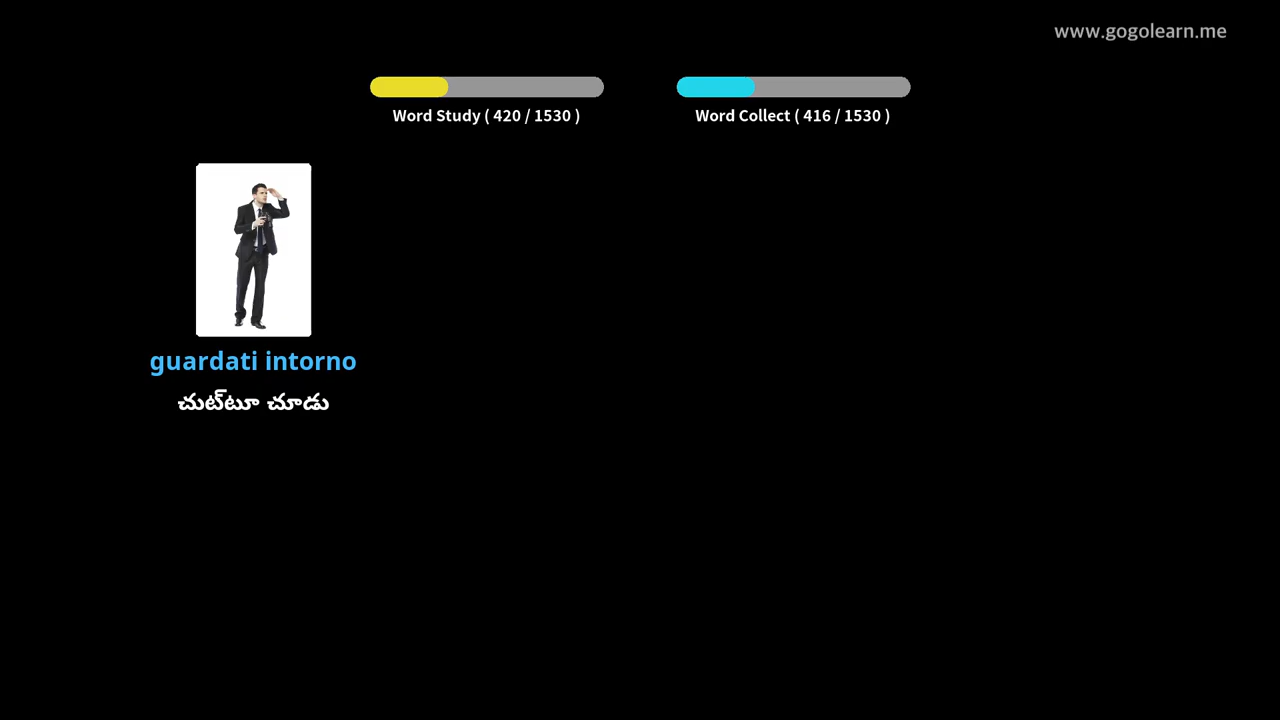 www.gogolearn.me
Word Study ( 420 / 1530 )
Word Collect ( 416 / 1530 )
guardati intorno
చుట్టూ చూడు